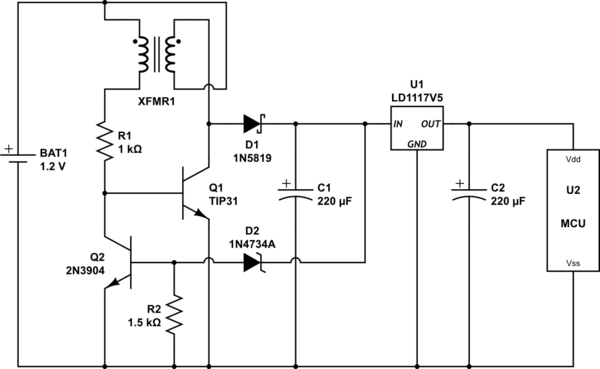 XFMR1
U1
LD1117V5
IN
OUT
GND
BAT1
1.2 V
R1
1 kΩ
Q1
TIP31
D1
1N5819
C1
220 µF
C2
220 µF
Vdd
U2
MCU
Vss
Q2
2N3904
D2
1N4734A
R2
1.5 kΩ